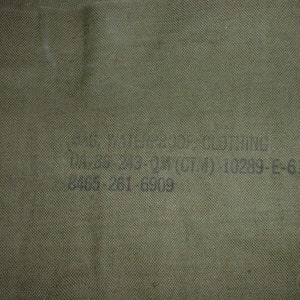 BAG, WATERPROOF, CLOTHING
DA-36-243-QM(CTM) 10289-E-6
8465-261-6909